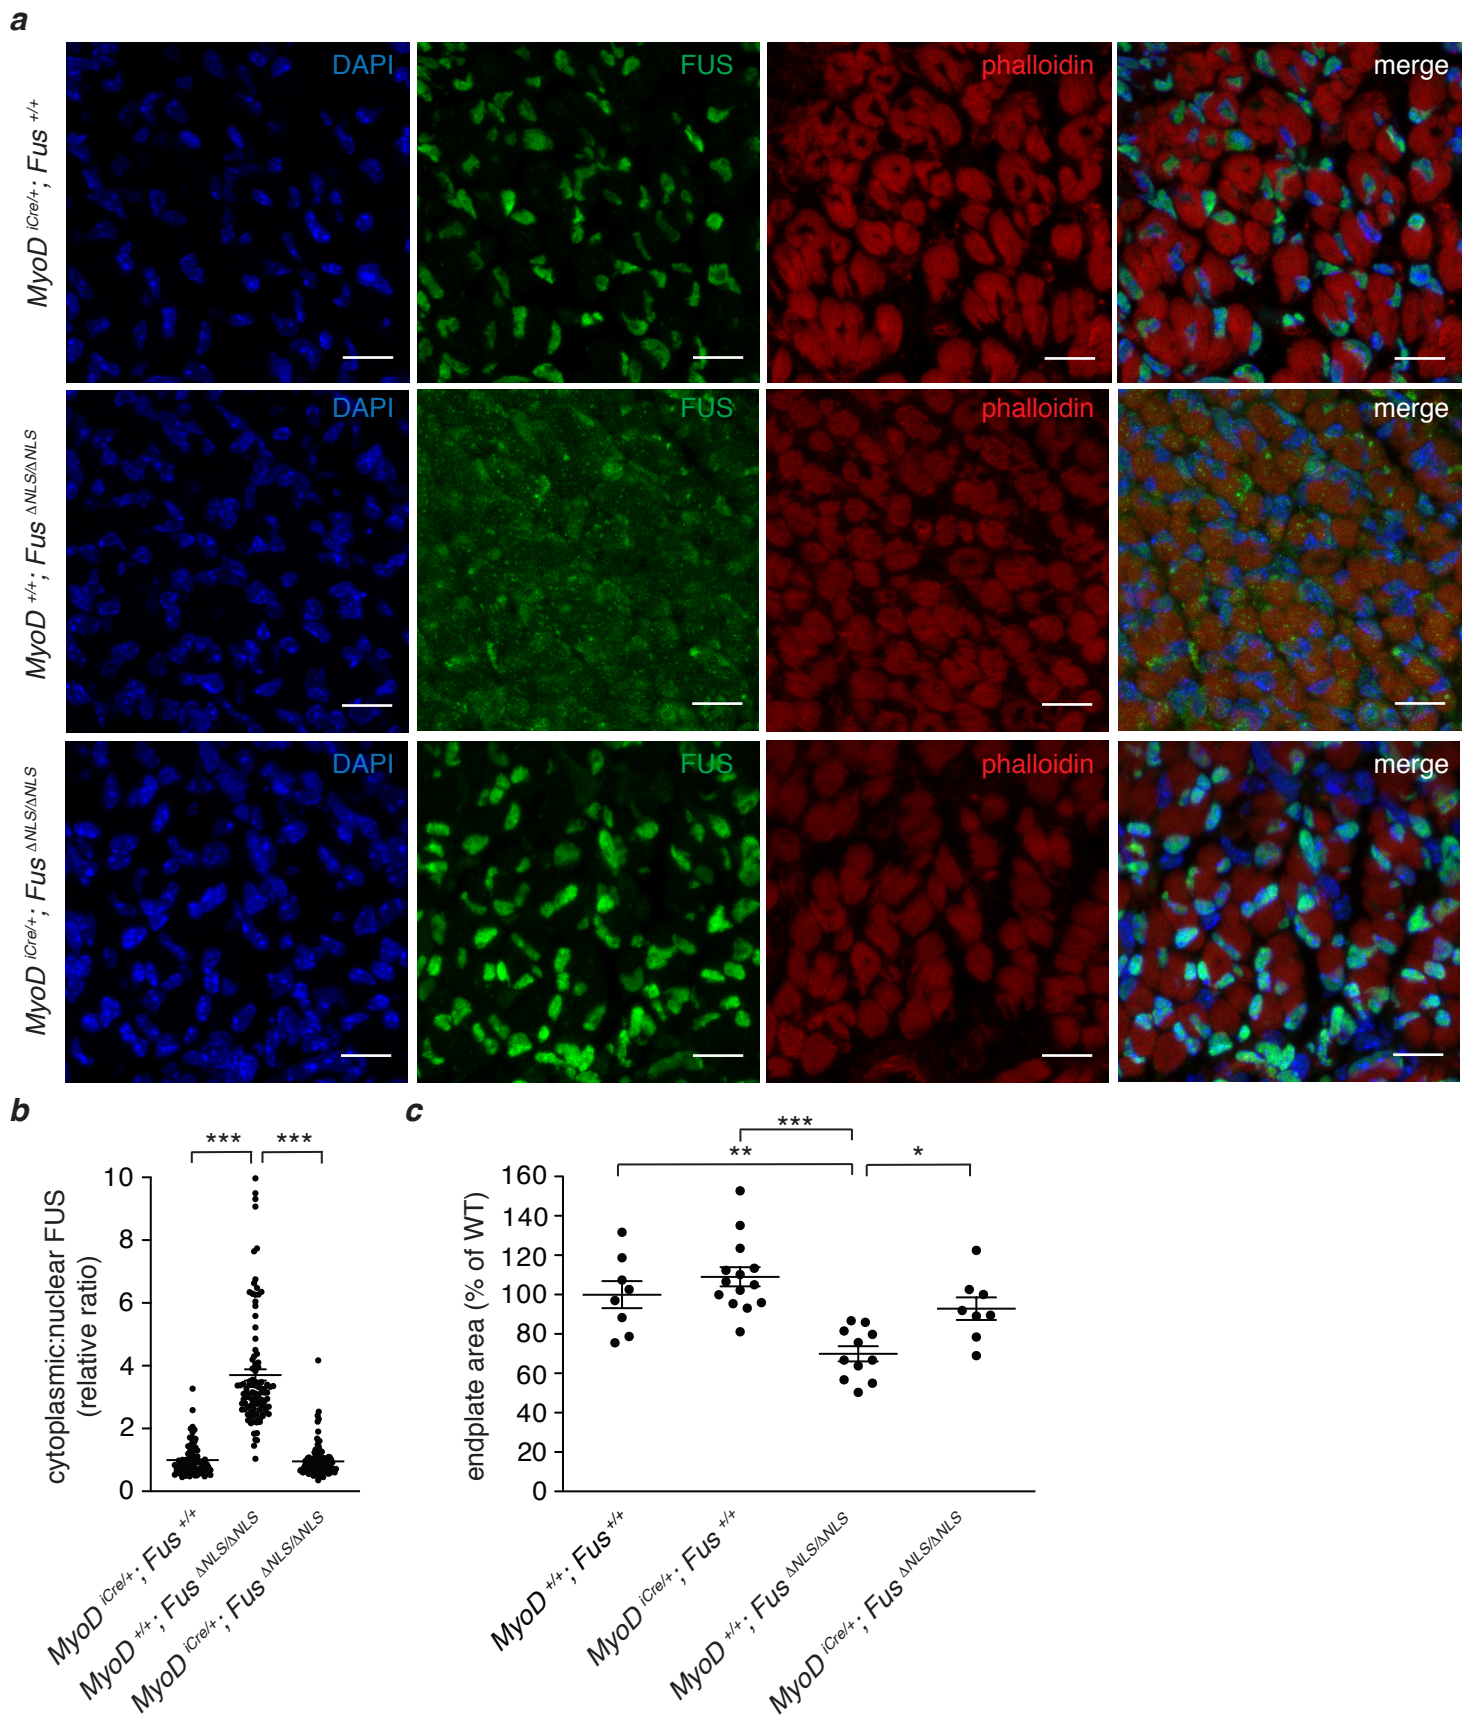 a
MyoD iCre/+; Fus +/+
DAPI
FUS
phalloidin
merge
MyoD +/+; Fus ΔNLS/ΔNLS
DAPI
FUS
phalloidin
merge
MyoD iCre/+; Fus ΔNLS/ΔNLS
DAPI
FUS
phalloidin
merge
b
*** ***
cytoplasmic:nuclear FUS
(relative ratio)
10
8
6
4
2
0
MyoD iCre/+; Fus +/+
MyoD +/+; Fus ΔNLS/ΔNLS
MyoD iCre/+; Fus ΔNLS/ΔNLS
c
***
** *
endplate area (% of WT)
160
140
120
100
80
60
40
20
0
MyoD +/+; Fus +/+
MyoD iCre/+; Fus +/+
MyoD +/+; Fus ΔNLS/ΔNLS
MyoD iCre/+; Fus ΔNLS/ΔNLS